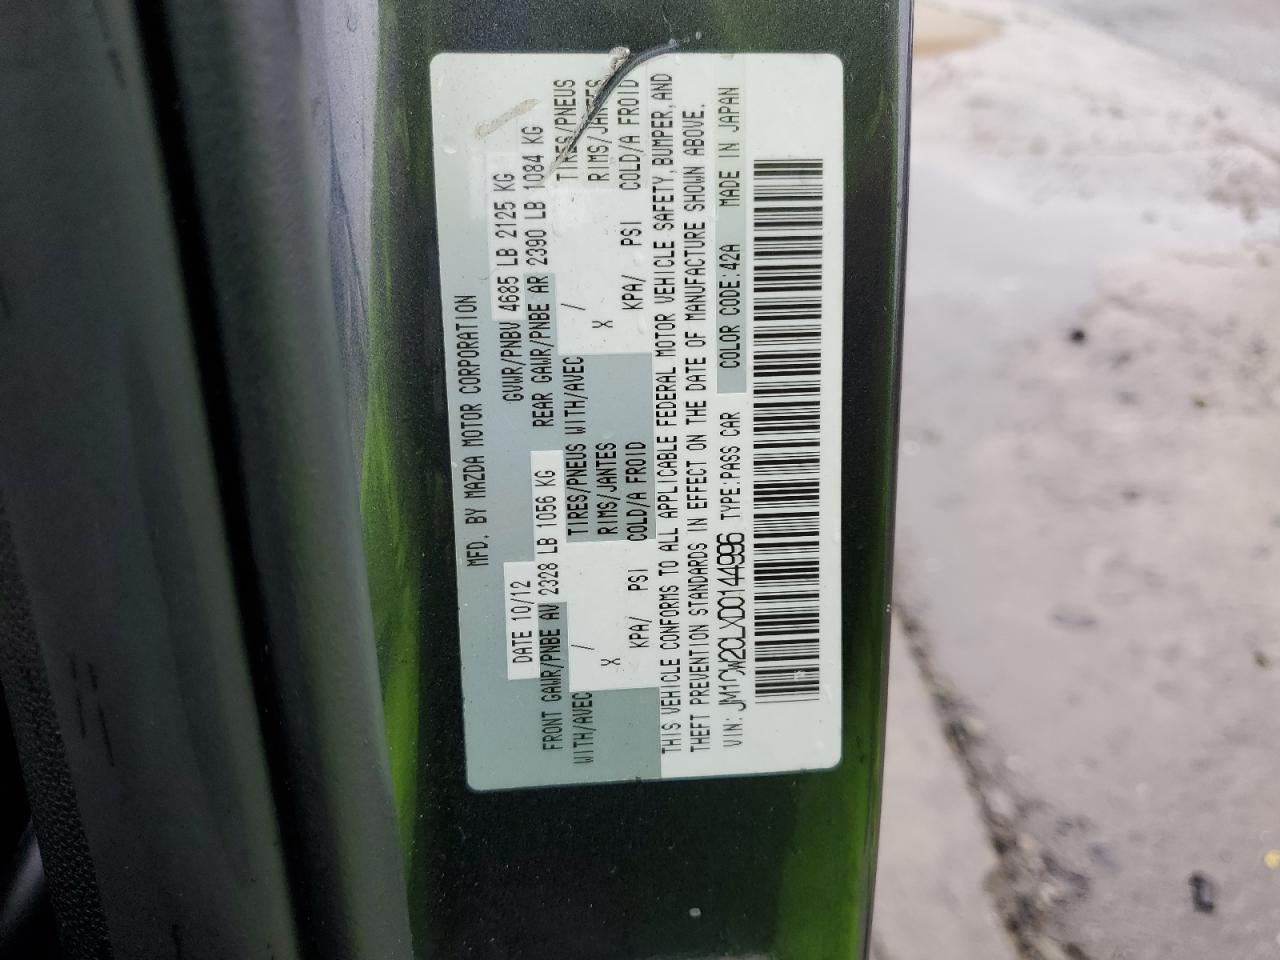 MFD. BY MAZDA MOTOR CORPORATION
DATE 10/12 GVWR/PNBV 4685 LB 2125 KG
FRONT GAWR/PNBE AV 2328 LB 1056 KG REAR GAWR/PNBE AR 2390 LB 1084 KG
WITH/AVEC / TIRES/PNEUS WITH/AVEC / TIRES/PNEUS
X RIMS/JANTES X RIMS/JANTES
KPA/ PSI COLD/A FROID KPA/ PSI COLD/A FROID
THIS VEHICLE CONFORMS TO ALL APPLICABLE FEDERAL MOTOR VEHICLE SAFETY, BUMPER, AND
THEFT PREVENTION STANDARDS IN EFFECT ON THE DATE OF MANUFACTURE SHOWN ABOVE.
VIN: JM1CW2CLXD0144996 TYPE:PASS CAR COLOR CODE:42A MADE IN JAPAN